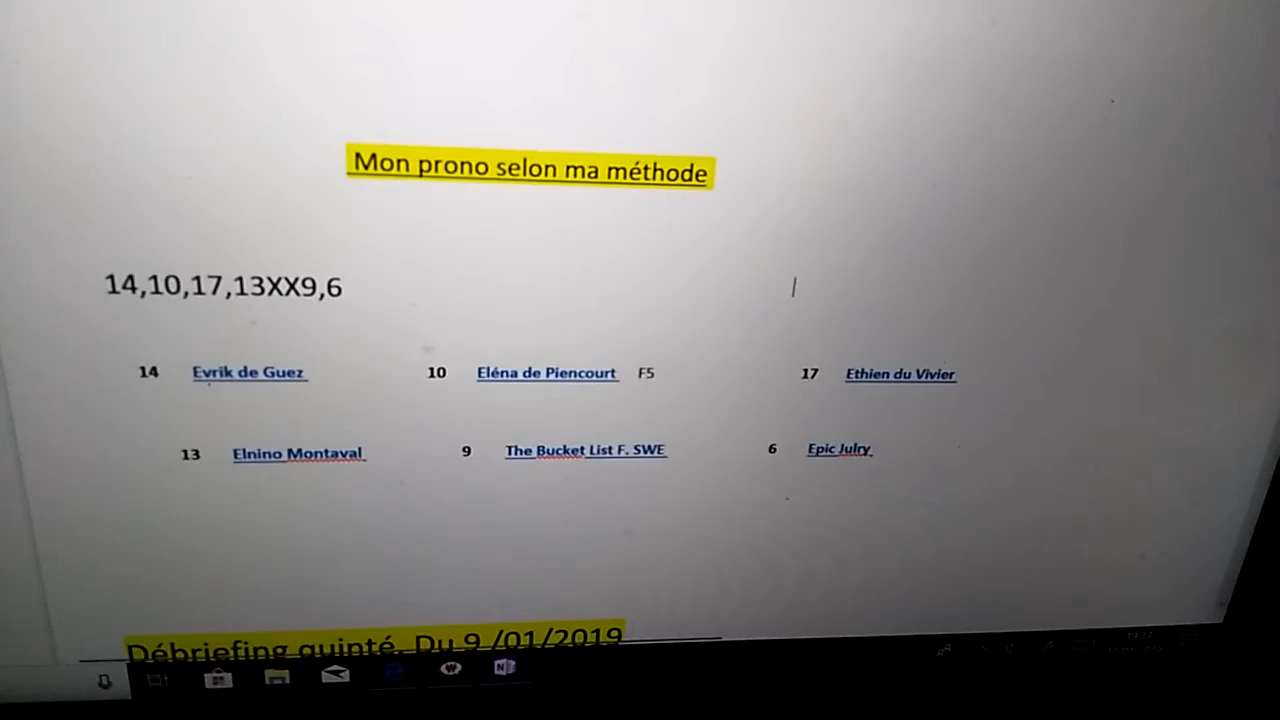 Mon prono selon ma méthode
14,10,17,13XX9,6
14 Evrik de Guez 10 Eléna de Piencourt F5 17 Ethien du Vivier
13 Elnino Montaval 9 The Bucket List F. SWE 6 Epic Julry
Débriefing quinté. Du 9 /01/2019